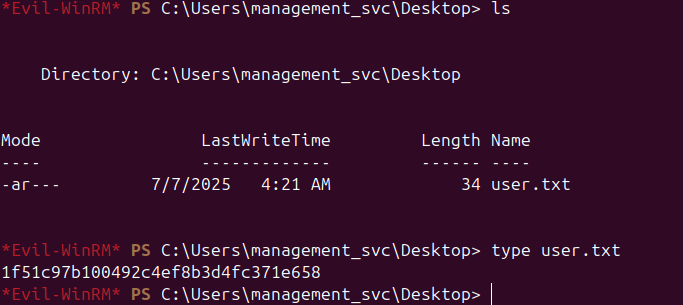 *Evil-WinRM* PS C:\Users\management_svc\Desktop> ls
Directory: C:\Users\management_svc\Desktop
Mode                LastWriteTime         Length Name
----                -------------         ------ ----
-ar---         7/7/2025   4:21 AM             34 user.txt
*Evil-WinRM* PS C:\Users\management_svc\Desktop> type user.txt
1f51c97b100492c4ef8b3d4fc371e658
*Evil-WinRM* PS C:\Users\management_svc\Desktop>